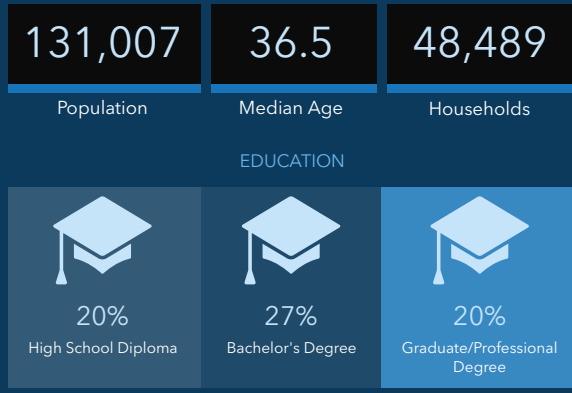 131,007 36.5 48,489
Population Median Age Households
EDUCATION
20% 27% 20%
High School Diploma Bachelor's Degree Graduate/Professional
Degree